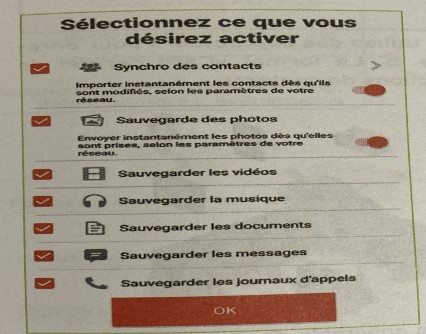 Sélectionnez ce que vous
désirez activer
Synchro des contacts
Importer instantanément les contacts dès qu'ils
sont modifiés, selon les paramètres de votre
réseau.
Sauvegarde des photos
Envoyer instantanément les photos dès qu'elles
sont prises, selon les paramètres de votre
réseau.
Sauvegarder les vidéos
Sauvegarder la musique
Sauvegarder les documents
Sauvegarder les messages
Sauvegarder les journaux d'appels
OK